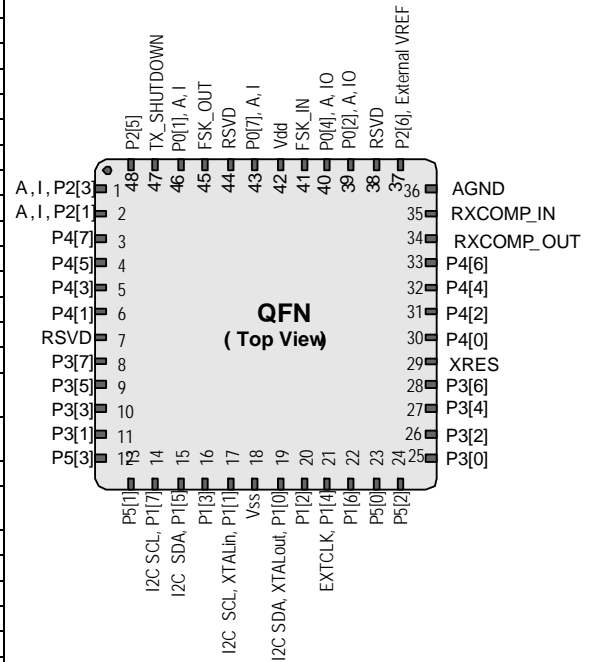 P2[5]
TX_SHUTDOWN
P0[1], A, I
FSK_OUT
RSVD
P0[7], A, I
Vdd
FSK_IN
P0[4], A, IO
P0[2], A, IO
RSVD
P2[6], External VREF
48
47
46
45
44
43
42
41
40
39
38
37
A, I, P2[3] 1
A, I, P2[1] 2
P4[7] 3
P4[5] 4
P4[3] 5
P4[1] 6
RSVD 7
P3[7] 8
P3[5] 9
P3[3] 10
P3[1] 11
P5[3] 12
QFN
( Top View)
36 AGND
35 RXCOMP_IN
34 RXCOMP_OUT
33 P4[6]
32 P4[4]
31 P4[2]
30 P4[0]
29 XRES
28 P3[6]
27 P3[4]
26 P3[2]
25 P3[0]
13
14
15
16
17
18
19
20
21
22
23
24
P5[1]
I2C SCL, P1[7]
I2C SDA, P1[5]
P1[3]
I2C SCL, XTALin, P1[1]
Vss
I2C SDA, XTALout, P1[0]
P1[2]
EXTCLK, P1[4]
P1[6]
P5[0]
P5[2]